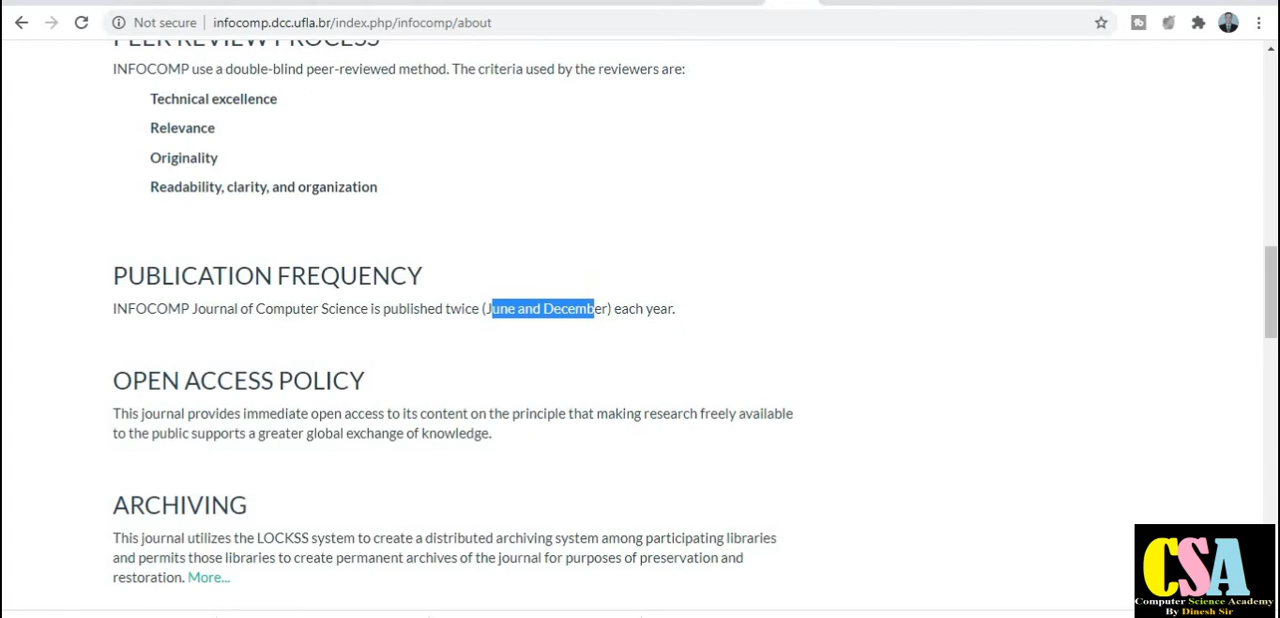 Not secure infocomp.dcc.ufla.br/index.php/infocomp/about
PEER REVIEW PROCESS
INFOCOMP use a double-blind peer-reviewed method. The criteria used by the reviewers are:
Technical excellence
Relevance
Originality
Readability, clarity, and organization
PUBLICATION FREQUENCY
INFOCOMP Journal of Computer Science is published twice (June and December) each year.
OPEN ACCESS POLICY
This journal provides immediate open access to its content on the principle that making research freely available
to the public supports a greater global exchange of knowledge.
ARCHIVING
This journal utilizes the LOCKSS system to create a distributed archiving system among participating libraries
and permits those libraries to create permanent archives of the journal for purposes of preservation and
restoration. More...
CSA
Computer Science Academy
By Dinesh Sir